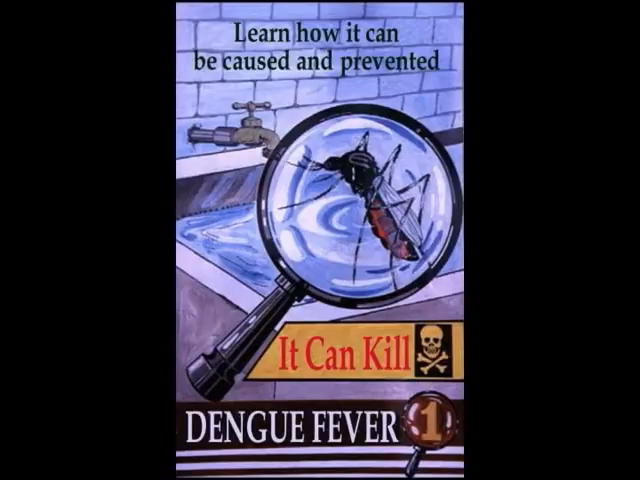 Learn how it can
be caused and prevented
It Can Kill
DENGUE FEVER 1